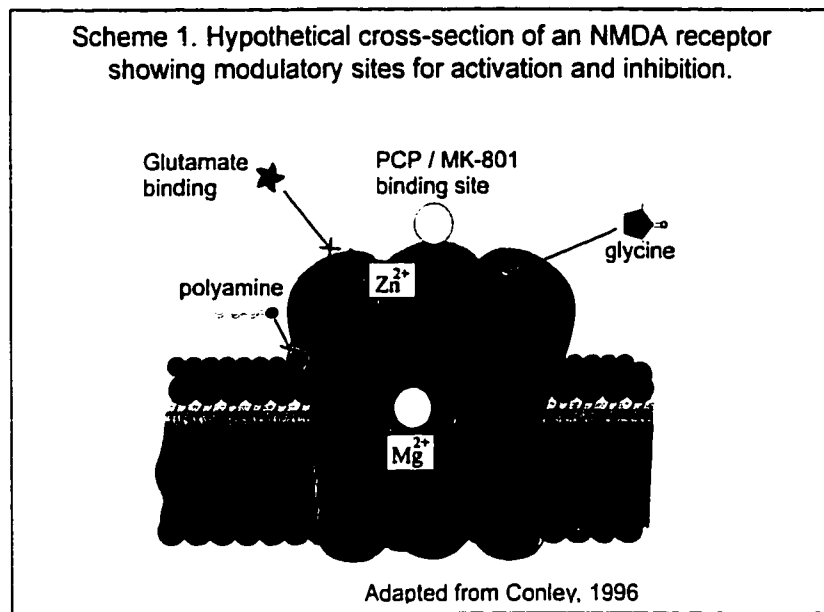 Scheme 1. Hypothetical cross-section of an NMDA receptor
showing modulatory sites for activation and inhibition.
Glutamate
binding
PCP / MK-801
binding site
glycine
Zn2+
polyamine
Mg2+
Adapted from Conley, 1996